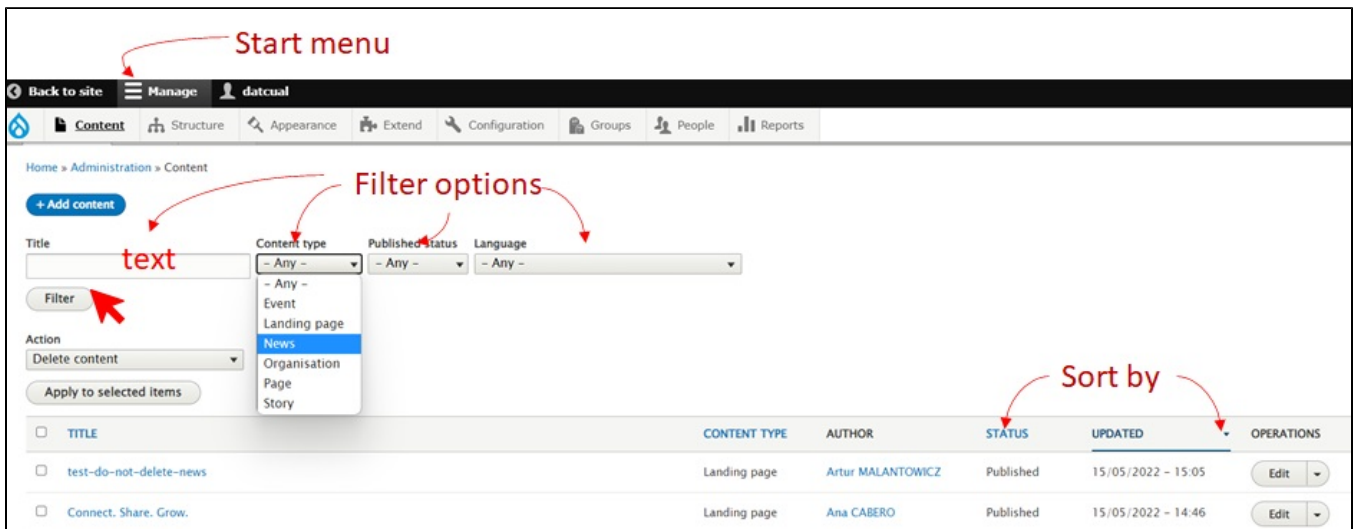 Start menu
Back to site Manage datcual
Content Structure Appearance Extend Configuration Groups People Reports
Home » Administration » Content
Filter options
+ Add content
Title Content type Published status Language
text
- Any - - Any - - Any -
- Any -
Filter
Event
Landing page
News
Action
Delete content
Organisation
Page
Apply to selected items
Story
Sort by
TITLE CONTENT TYPE AUTHOR STATUS UPDATED OPERATIONS
test-do-not-delete-news Landing page Artur MALANTOWICZ Published 15/05/2022 - 15:05 Edit
Connect. Share. Grow. Landing page Ana CABERO Published 15/05/2022 - 14:46 Edit